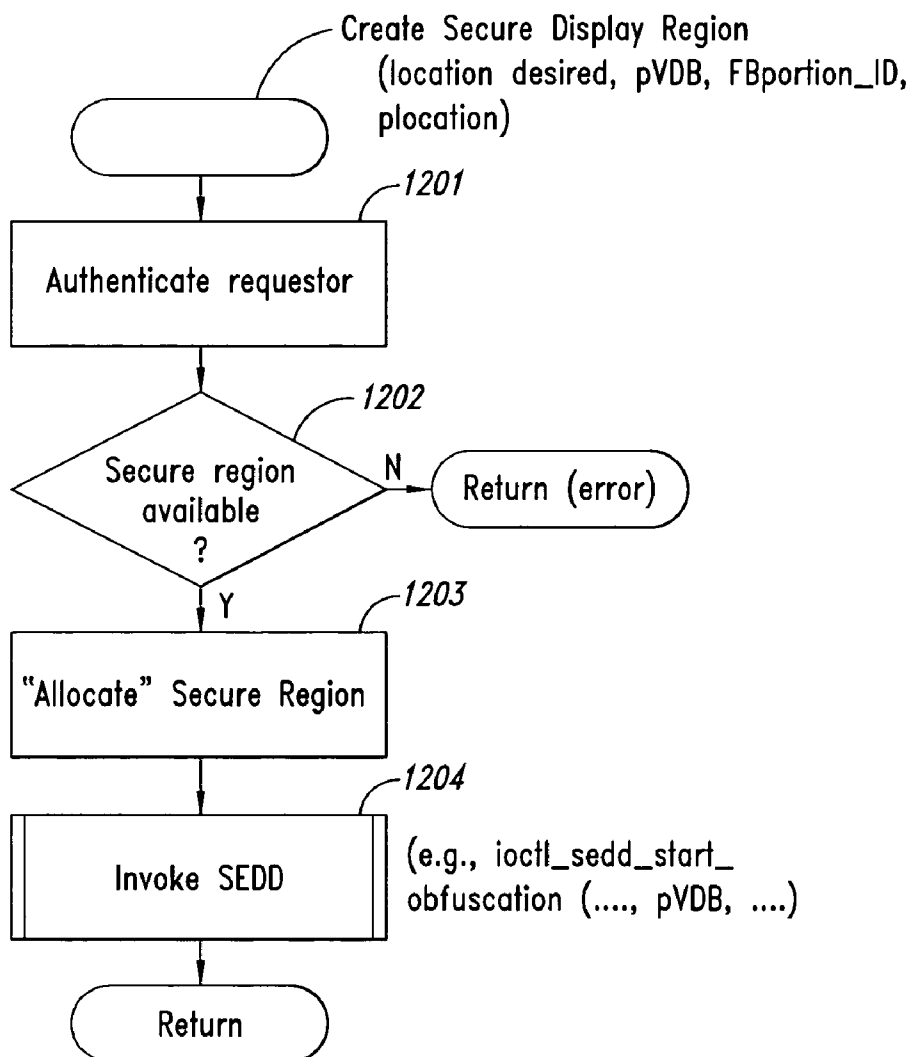 Create Secure Display Region
(location desired, pVDB, FBportion_ID,
plocation)
1201
Authenticate requestor
1202
Secure region
available
?
N
Return (error)
Y
1203
"Allocate" Secure Region
1204
Invoke SEDD
(e.g., ioctl_sedd_start_
obfuscation (...., pVDB, ....)
Return